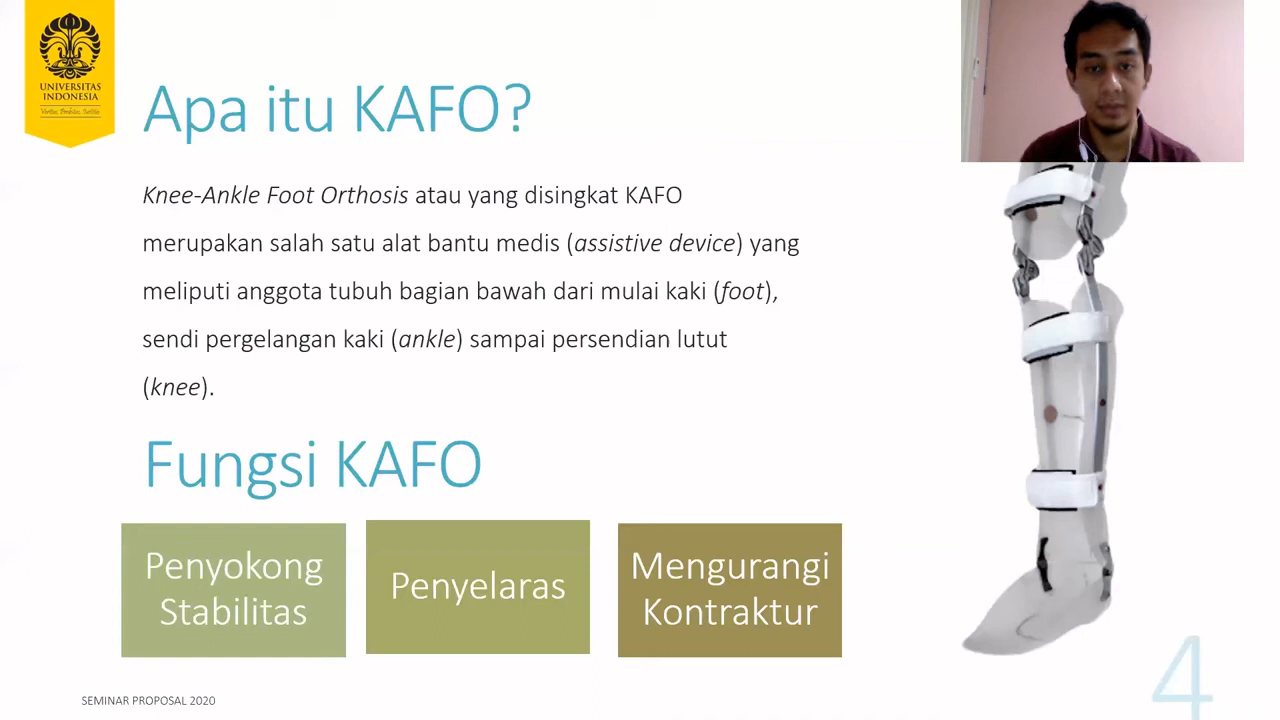 UNIVERSITAS
INDONESIA
Veritas, Probitas, Iustitia
Apa itu KAFO?
Knee-Ankle Foot Orthosis atau yang disingkat KAFO
merupakan salah satu alat bantu medis (assistive device) yang
meliputi anggota tubuh bagian bawah dari mulai kaki (foot),
sendi pergelangan kaki (ankle) sampai persendian lutut
(knee).
Fungsi KAFO
Penyokong
Stabilitas
Penyelaras
Mengurangi
Kontraktur
SEMINAR PROPOSAL 2020
4